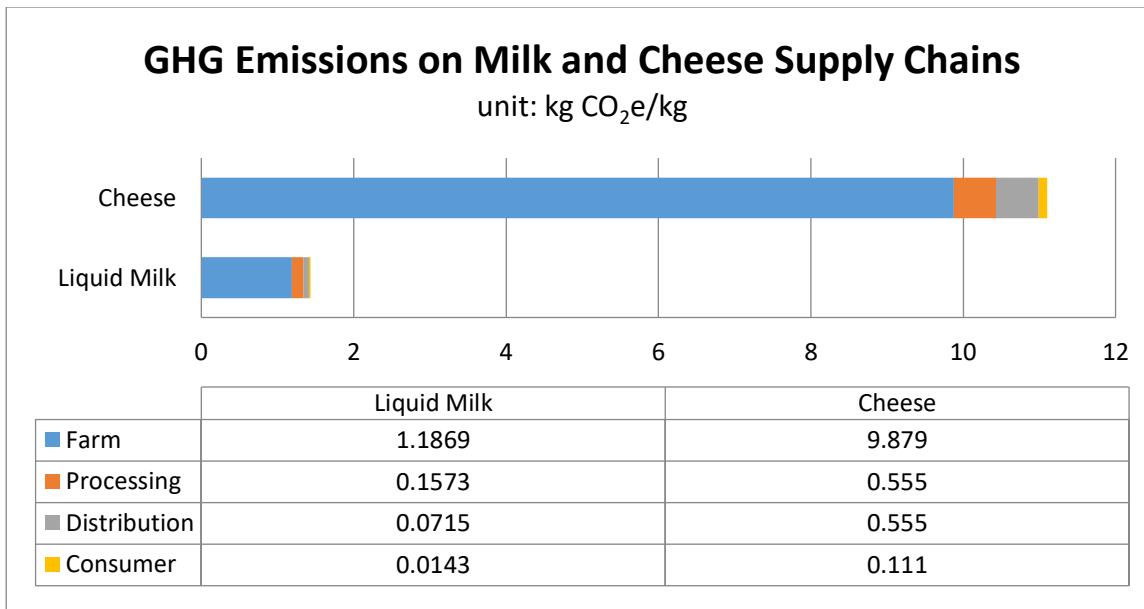 GHG Emissions on Milk and Cheese Supply Chains
unit: kg CO₂e/kg
Cheese
Liquid Milk
0 2 4 6 8 10 12
Liquid Milk Cheese
Farm 1.1869 9.879
Processing 0.1573 0.555
Distribution 0.0715 0.555
Consumer 0.0143 0.111